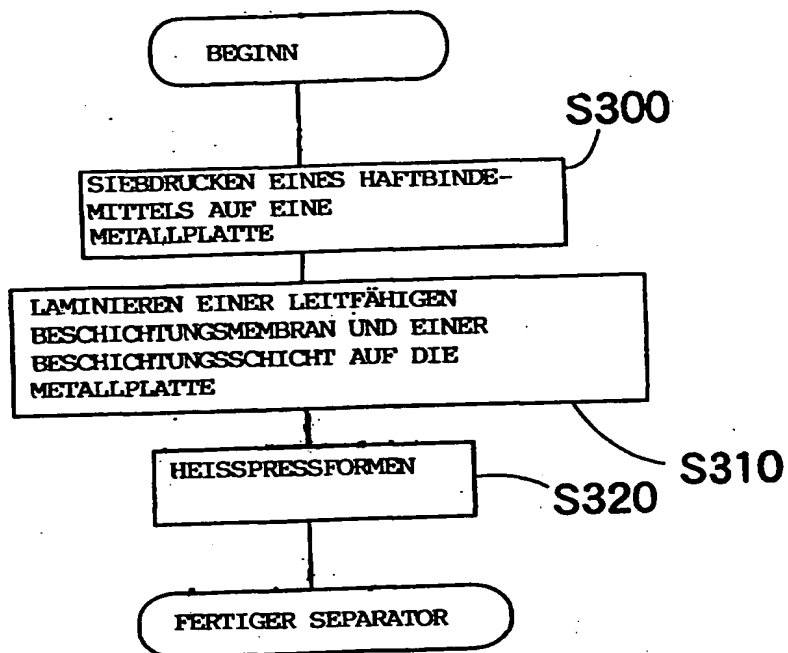 BEGINN
S300
SIEBDRUCKEN EINES HAFTBINDE-
MITTELS AUF EINE
METALLPLATTE
LAMINIEREN EINER LEITFÄHIGEN
BESCHICHTUNGSMEMBRAN UND EINER
BESCHICHTUNGSSCHICHT AUF DIE
METALLPLATTE
S310
HEISSPRESSFORMEN
S320
FERTIGER SEPARATOR